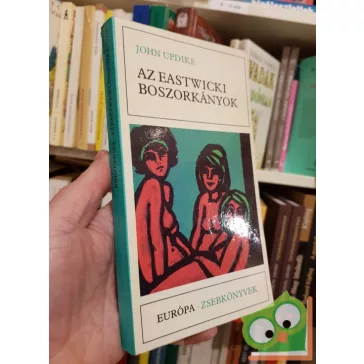 JOHN UPDIKE
AZ EASTWICKI
BOSZORKÁNYOK
EURÓPA ZSEBKÖNYVEK